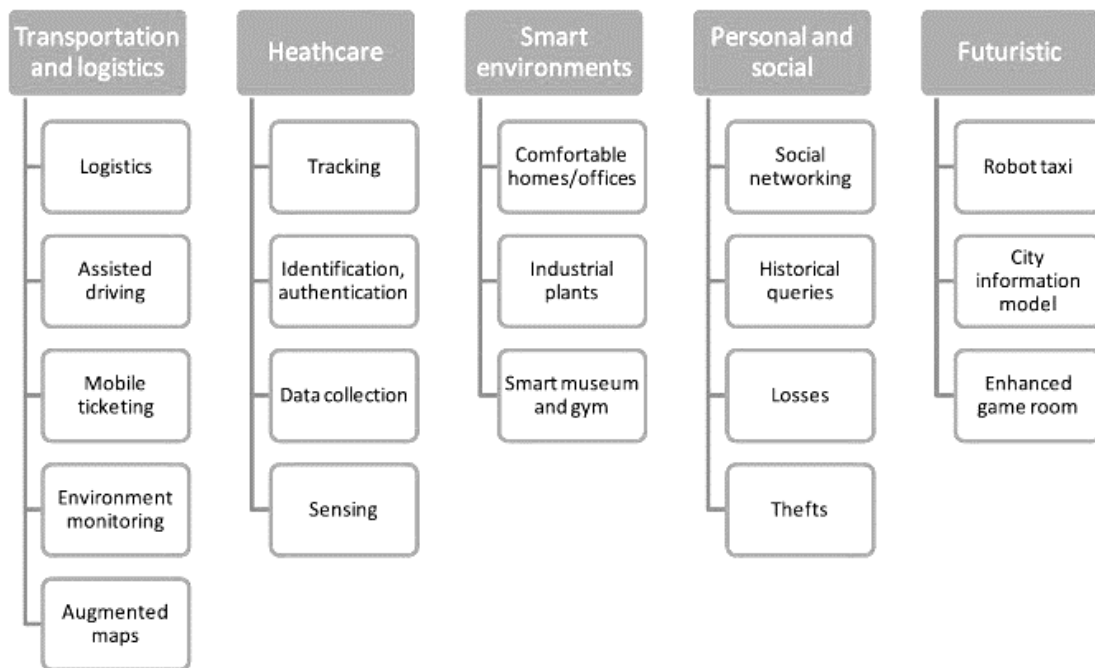 Transportation
and logistics
Logistics
Assisted
driving
Mobile
ticketing
Environment
monitoring
Augmented
maps
Heathcare
Tracking
Identification,
authentication
Data collection
Sensing
Smart
environments
Comfortable
homes/offices
Industrial
plants
Smart museum
and gym
Personal and
social
Social
networking
Historical
queries
Losses
Thefts
Futuristic
Robot taxi
City
information
model
Enhanced
game room